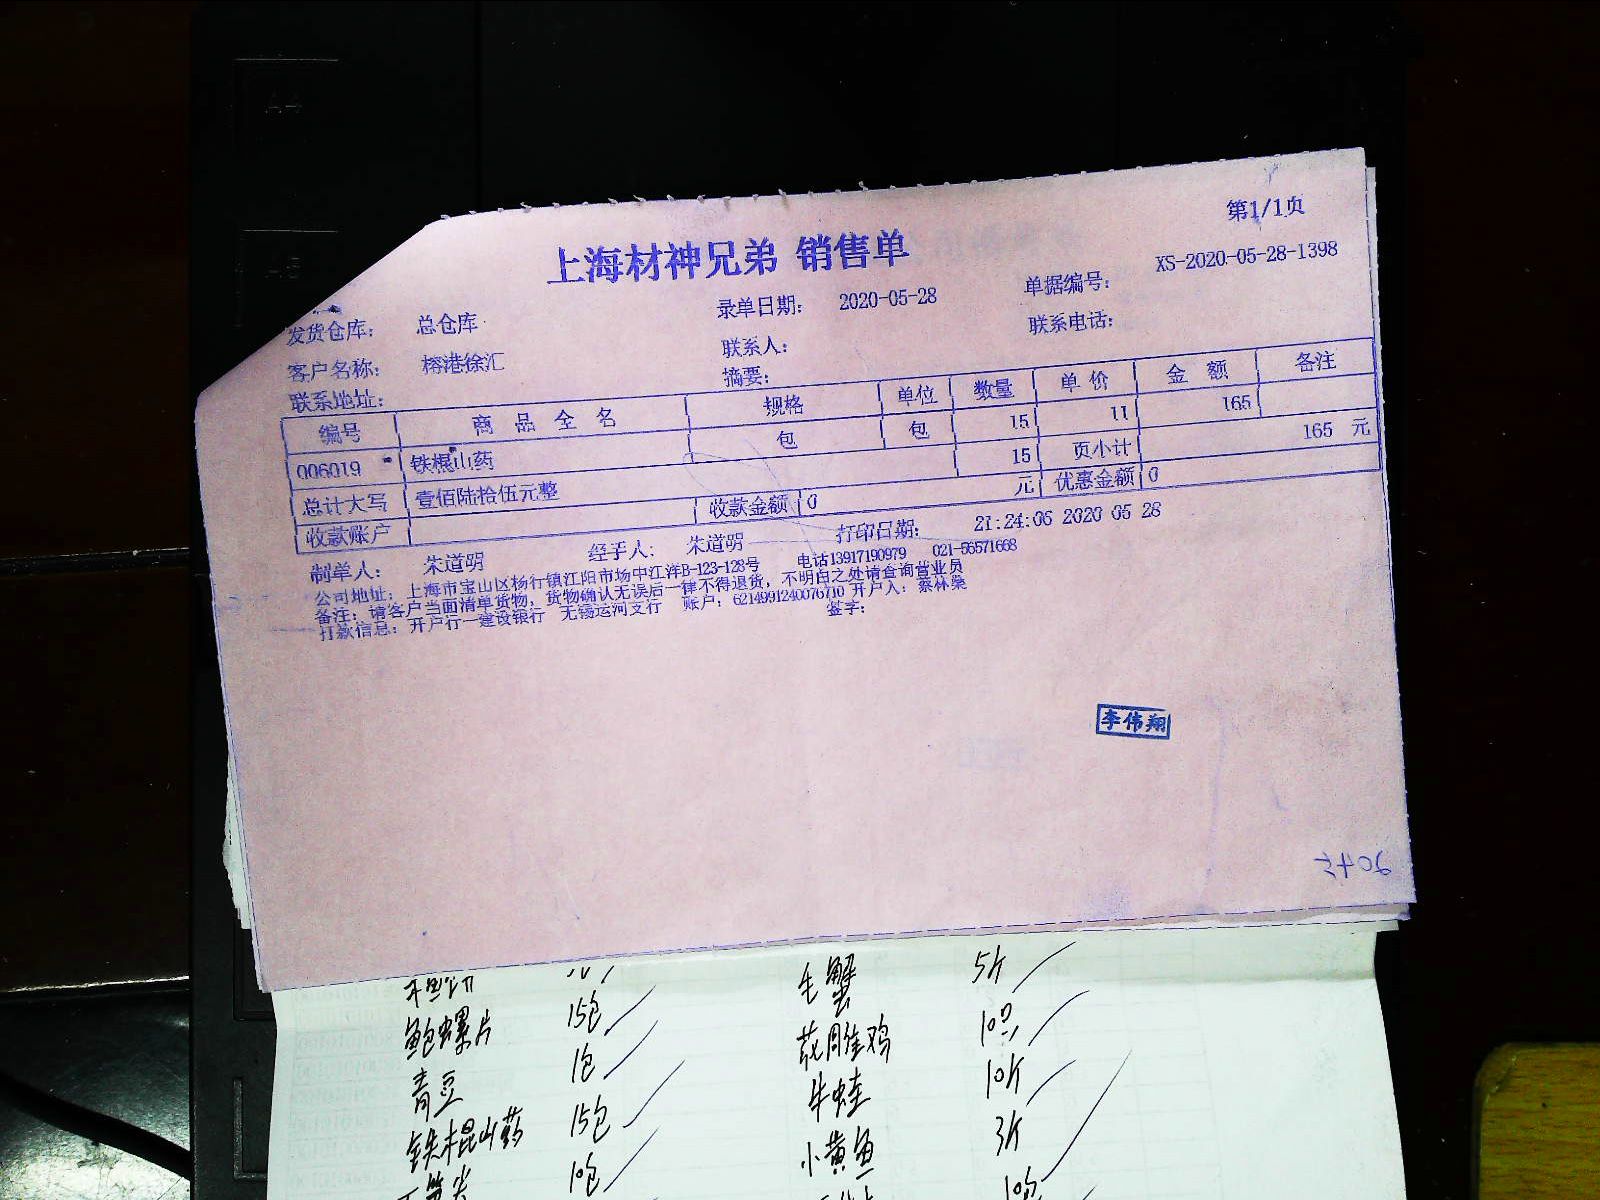 第1/1页
上海材神兄弟 销售单
发货仓库: 总仓库 录单日期: 2020-05-28 单据编号: XS-2020-05-28-1398
客户名称: 榕港徐汇 联系人: 联系电话:
联系地址: 摘要:
编号 商品全名 规格 单位 数量 单价 金额 备注
006019 铁棍山药 包 包 15 11 165
总计大写 壹佰陆拾伍元整 15 页小计 165 元
收款账户 收款金额 0 元 优惠金额 0
制单人: 朱道明 经手人: 朱道明 打印日期: 21:24:06 2020 05 28
公司地址: 上海市宝山区杨行镇江阳市场中江洋B-123-128号 电话13917190979 021-56571668
备注: 请客户当面清单货物, 货物确认无误后一律不得退货, 不明白之处请查询营业员
打款信息: 开户行一建设银行 无锡运河支行 账户: 6214991240076710 开户人: 蔡林燊
签字:
李伟翔
毛蟹 5斤
鲍螺片 15包
花雕鸡 10只
青豆 1包
牛蛙 10斤
铁棍山药 15包
小黄鱼 3斤
10包